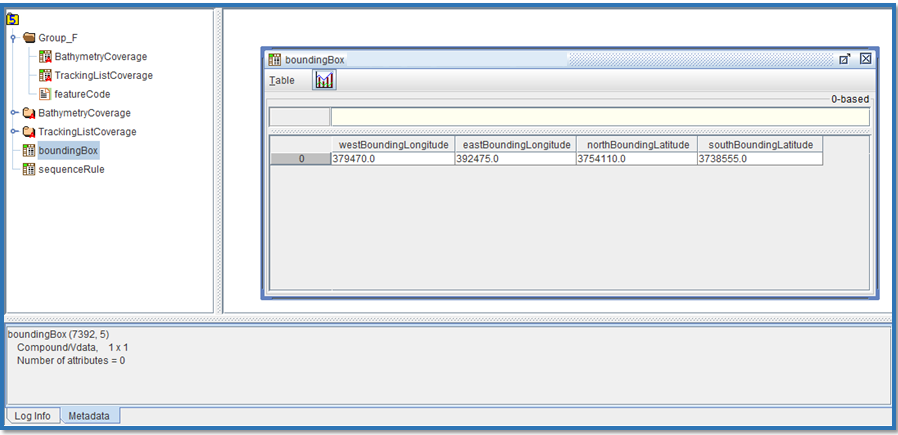 Group_F
BathymetryCoverage
TrackingListCoverage
featureCode
BathymetryCoverage
TrackingListCoverage
boundingBox
sequenceRule
boundingBox
Table
0-based
westBoundingLongitude eastBoundingLongitude northBoundingLatitude southBoundingLatitude
0 379470.0 392475.0 3754110.0 3738555.0
boundingBox (7392, 5)
Compound/Vdata, 1 x 1
Number of attributes = 0
Log Info Metadata